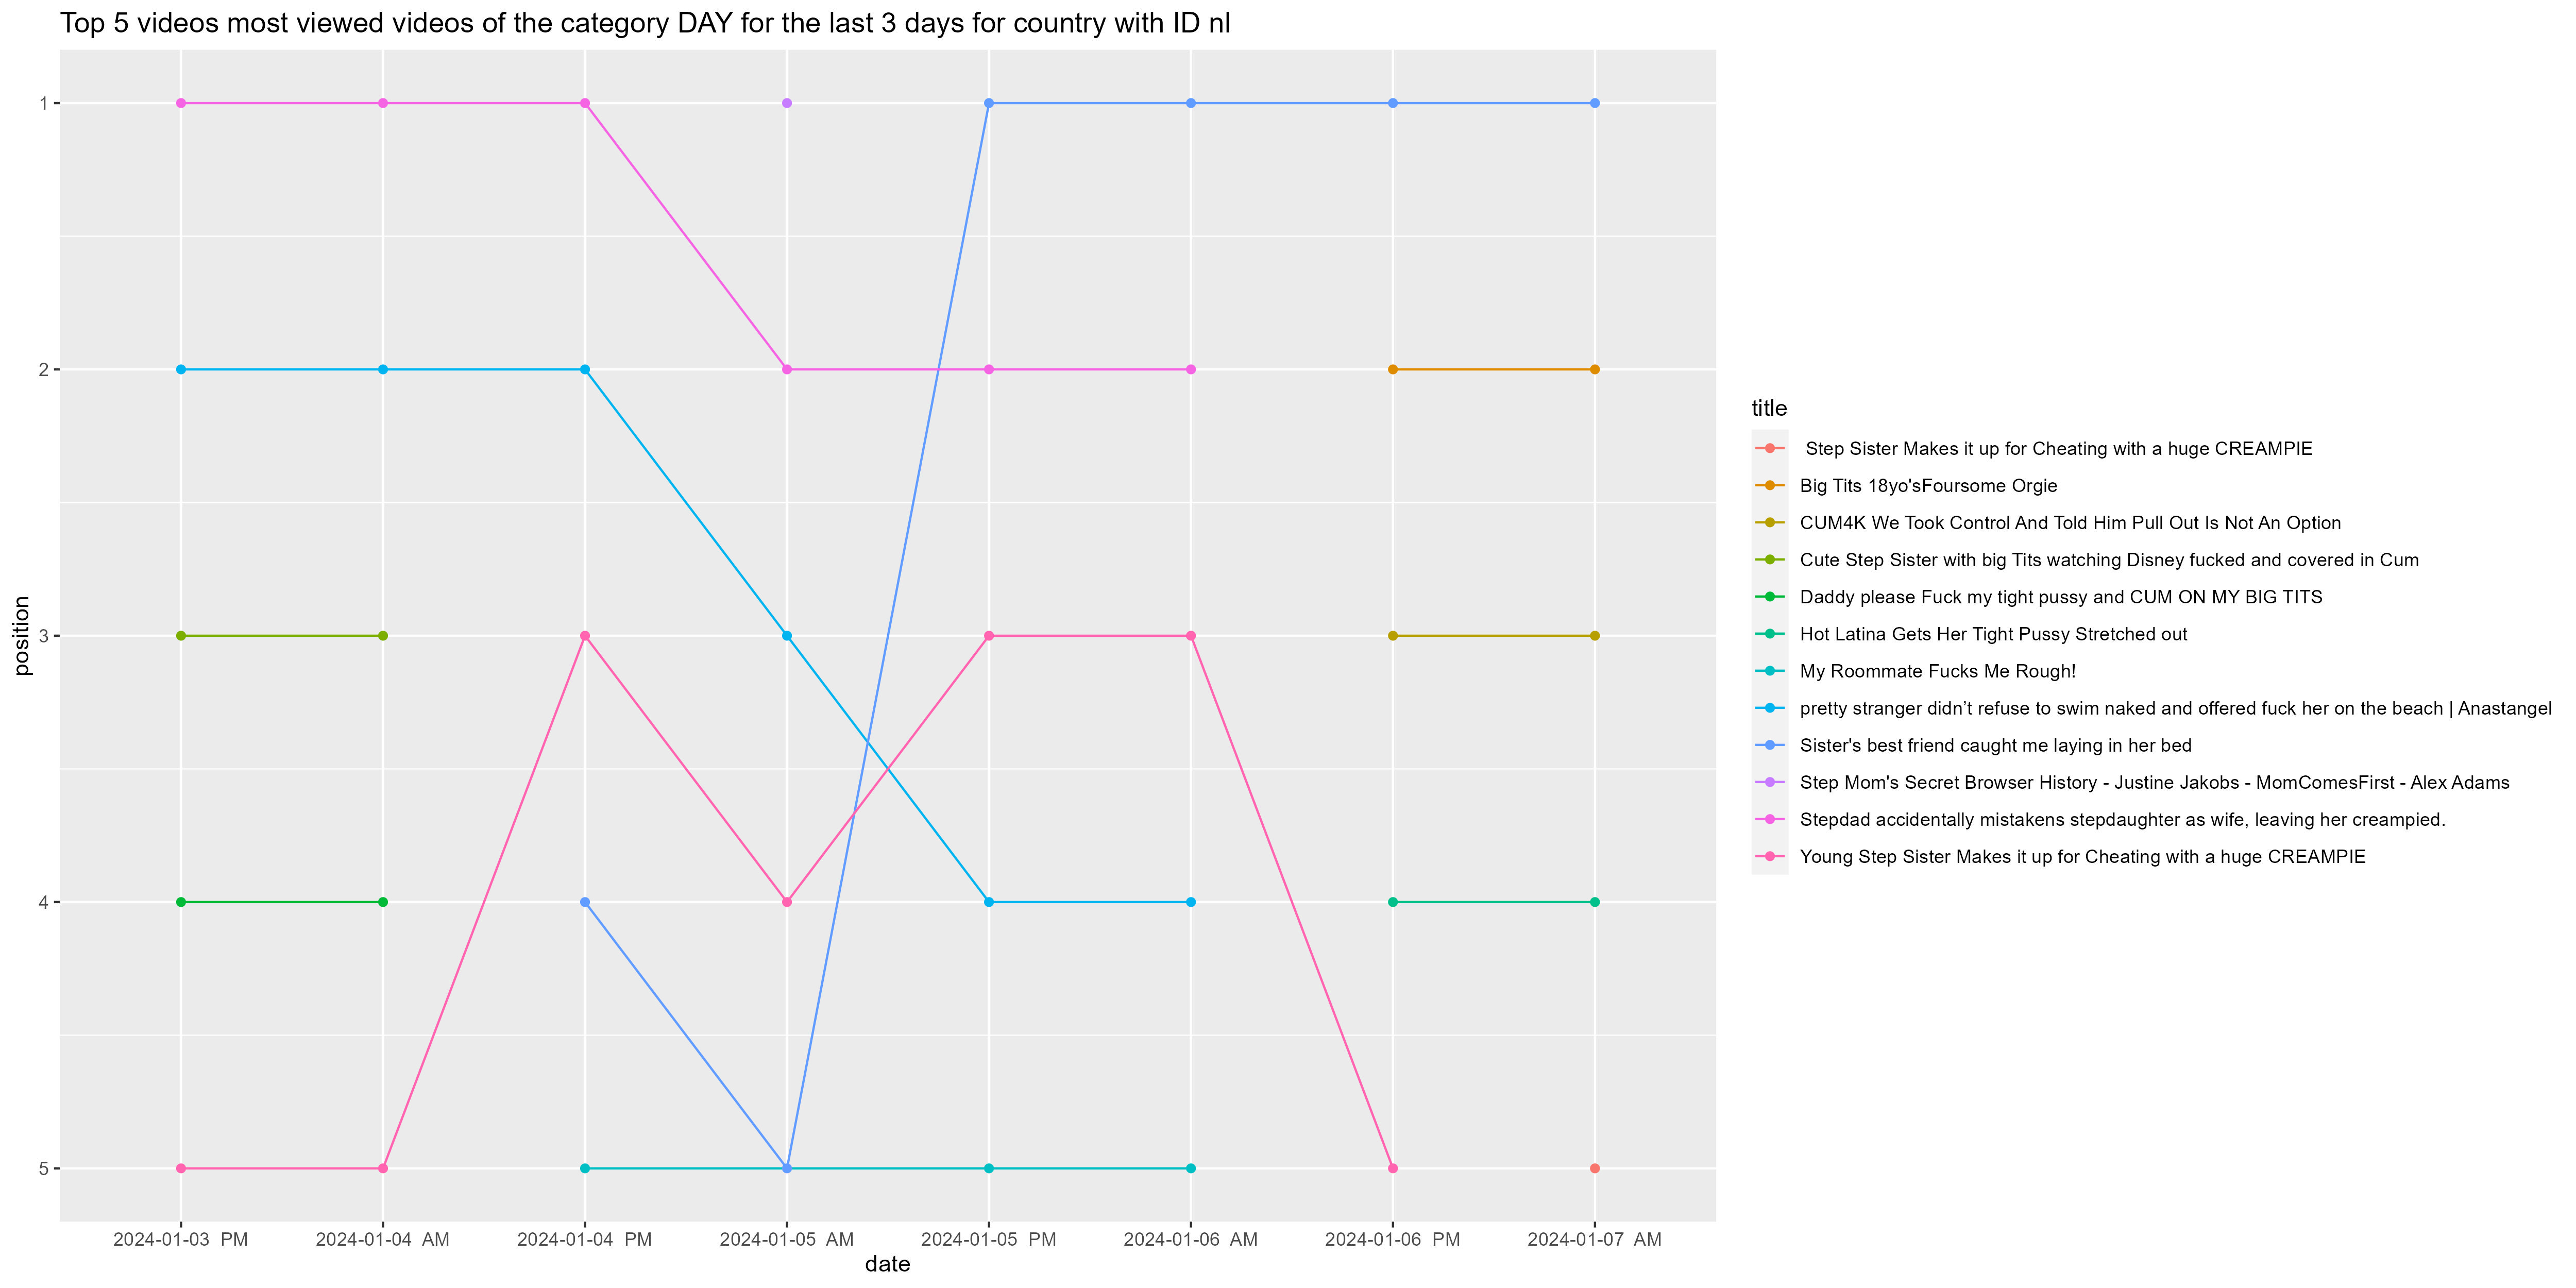 Top 5 videos most viewed videos of the category DAY for the last 3 days for country with ID nl
position
1
2
3
4
5
2024-01-03 PM
2024-01-04 AM
2024-01-04 PM
2024-01-05 AM
2024-01-05 PM
2024-01-06 AM
2024-01-06 PM
2024-01-07 AM
date
title
Step Sister Makes it up for Cheating with a huge CREAMPIE
Big Tits 18yo'sFoursome Orgie
CUM4K We Took Control And Told Him Pull Out Is Not An Option
Cute Step Sister with big Tits watching Disney fucked and covered in Cum
Daddy please Fuck my tight pussy and CUM ON MY BIG TITS
Hot Latina Gets Her Tight Pussy Stretched out
My Roommate Fucks Me Rough!
pretty stranger didn’t refuse to swim naked and offered fuck her on the beach | Anastangel
Sister's best friend caught me laying in her bed
Step Mom's Secret Browser History - Justine Jakobs - MomComesFirst - Alex Adams
Stepdad accidentally mistakens stepdaughter as wife, leaving her creampied.
Young Step Sister Makes it up for Cheating with a huge CREAMPIE